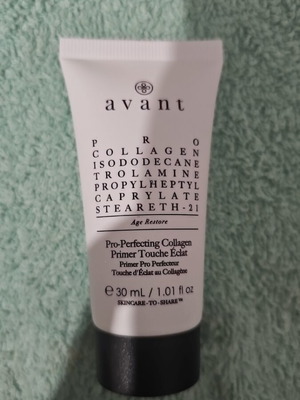 avant
PRO
COLLAGEN
ISODODECANE
TROLAMINE
PROPYLHEPTYL
CAPRYLATE
STEARETH-21
Age Restore
Pro-Perfecting Collagen
Primer Touche Éclat
Primer Pro Perfecteur
Touche d'Éclat au Collagène
℮ 30 mL / 1.01 fl oz
SKINCARE-TO-SHARE™